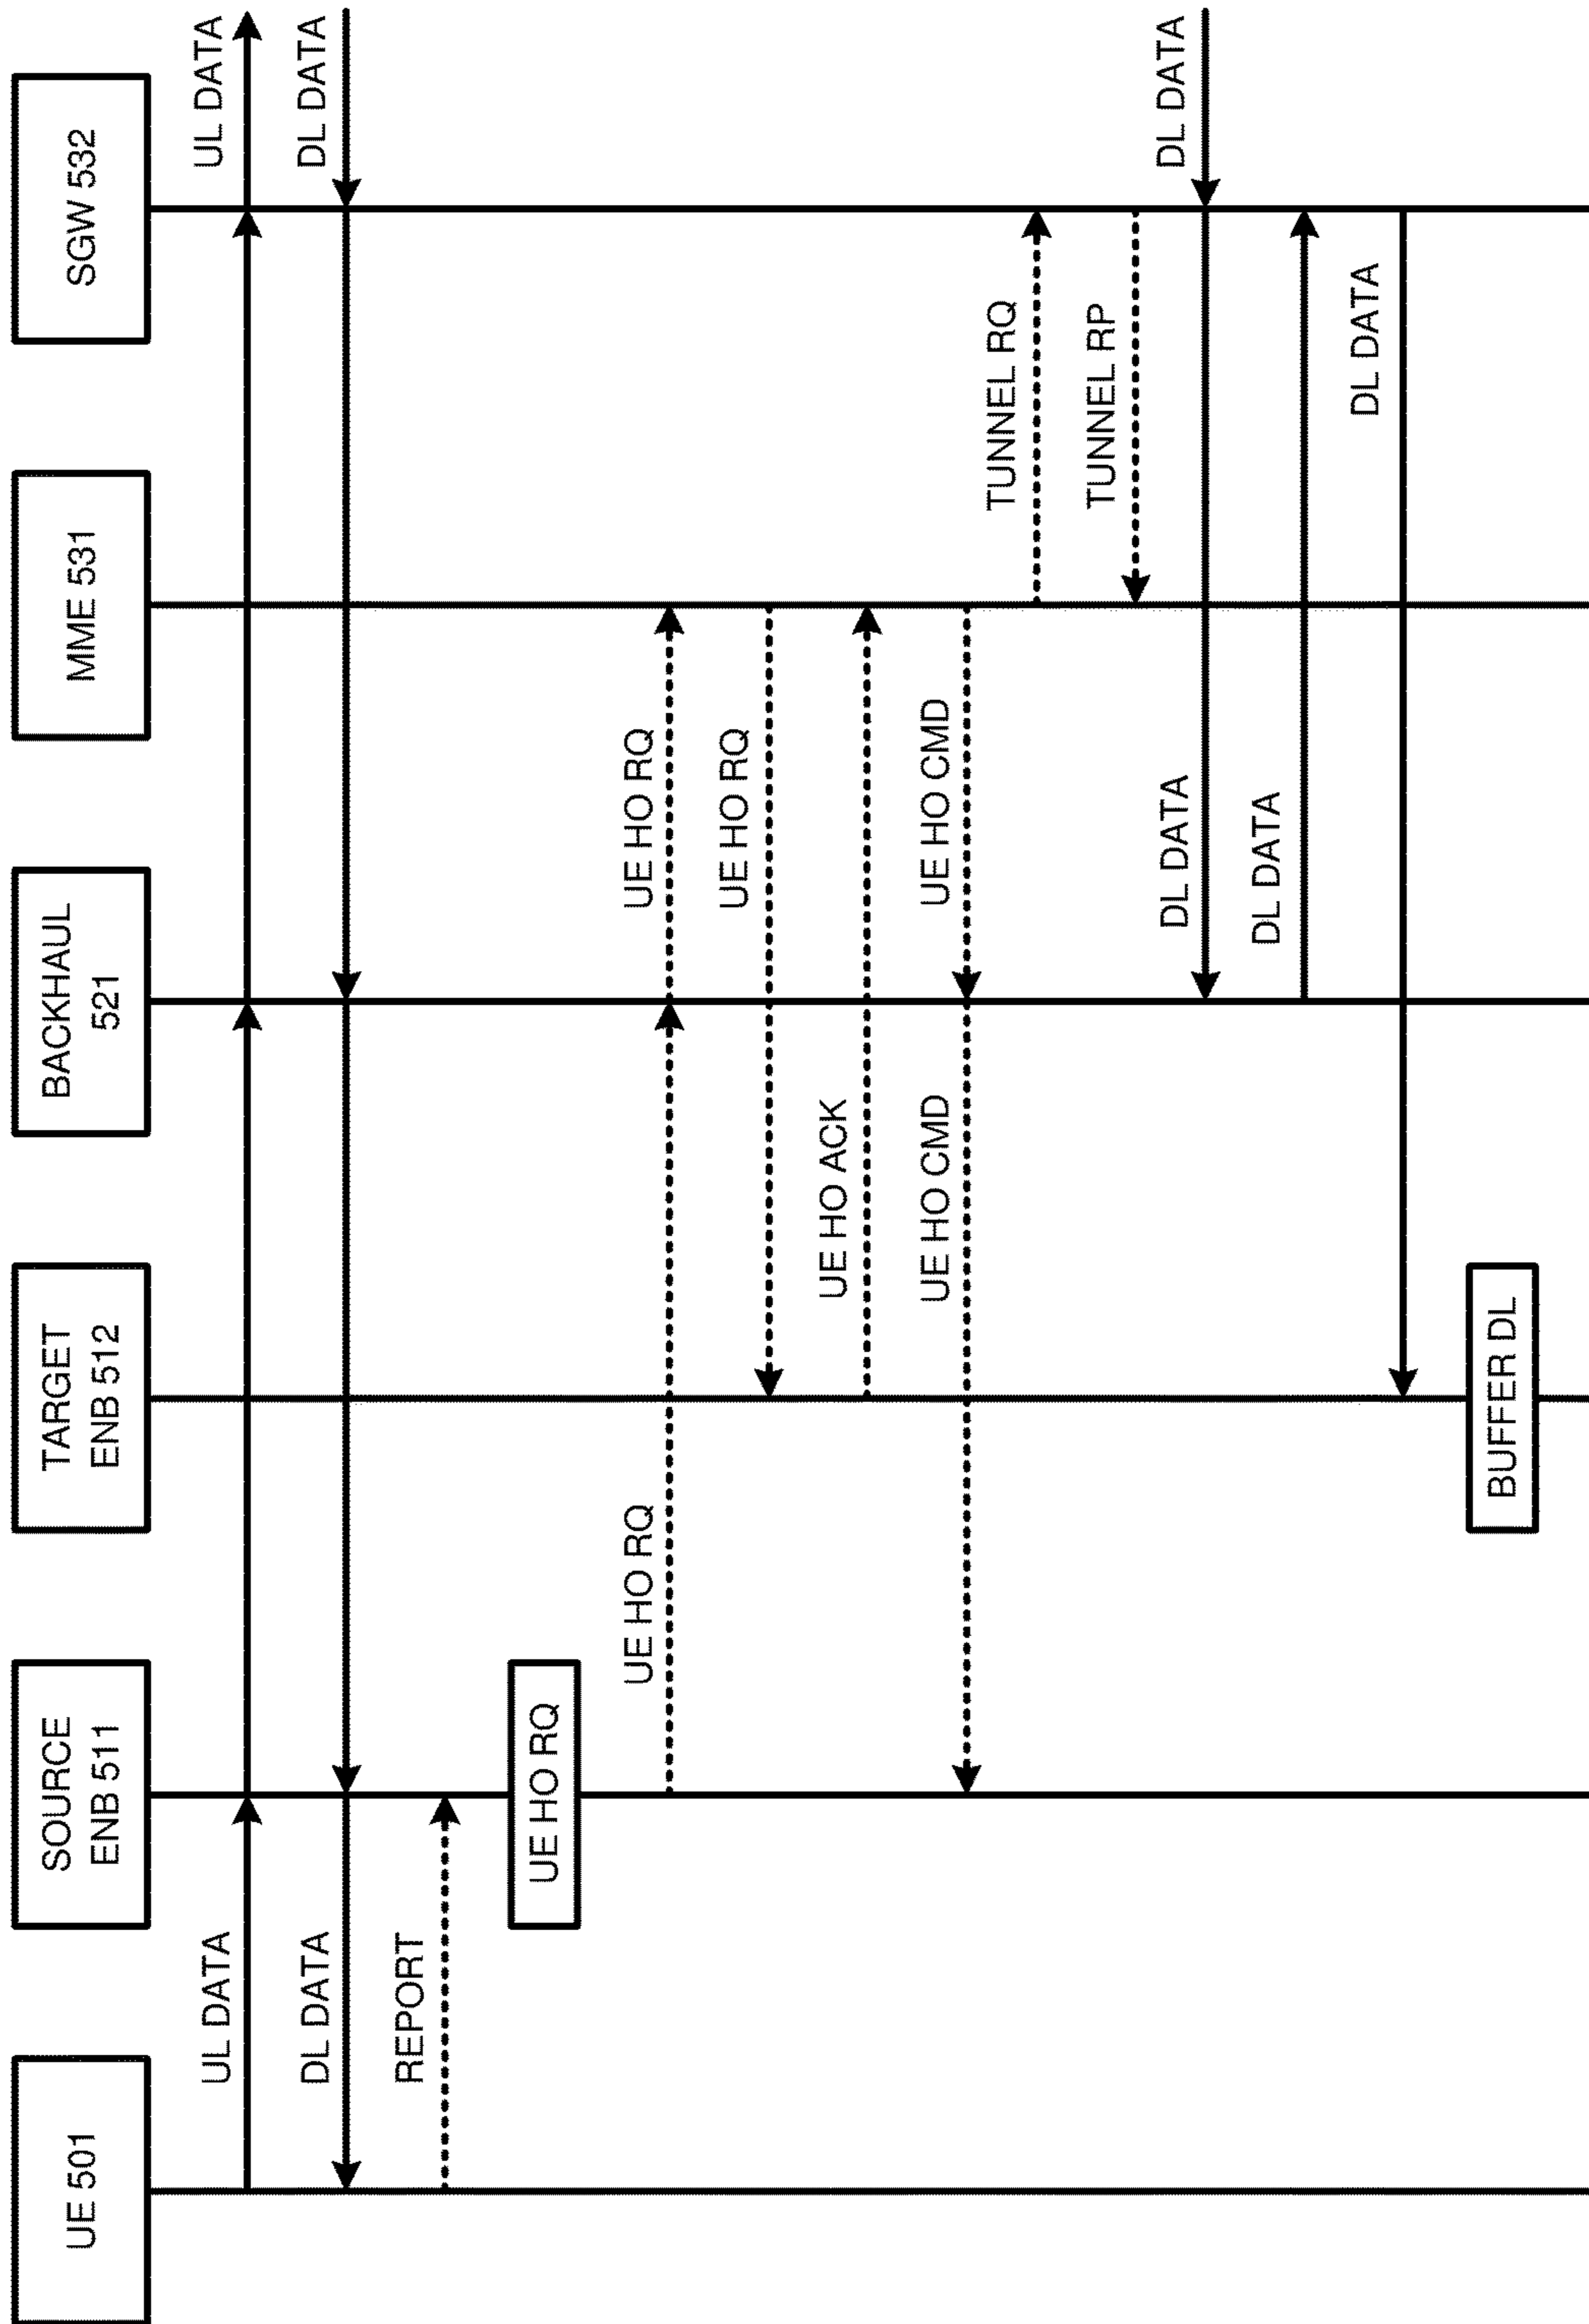 UE 501
SOURCE
ENB 511
TARGET
ENB 512
BACKHAUL
521
MME 531
SGW 532
UL DATA
UL DATA
DL DATA
DL DATA
REPORT
UE HO RQ
UE HO RQ
UE HO RQ
UE HO RQ
UE HO ACK
UE HO CMD
UE HO CMD
TUNNEL RQ
TUNNEL RP
DL DATA
DL DATA
DL DATA
DL DATA
BUFFER DL